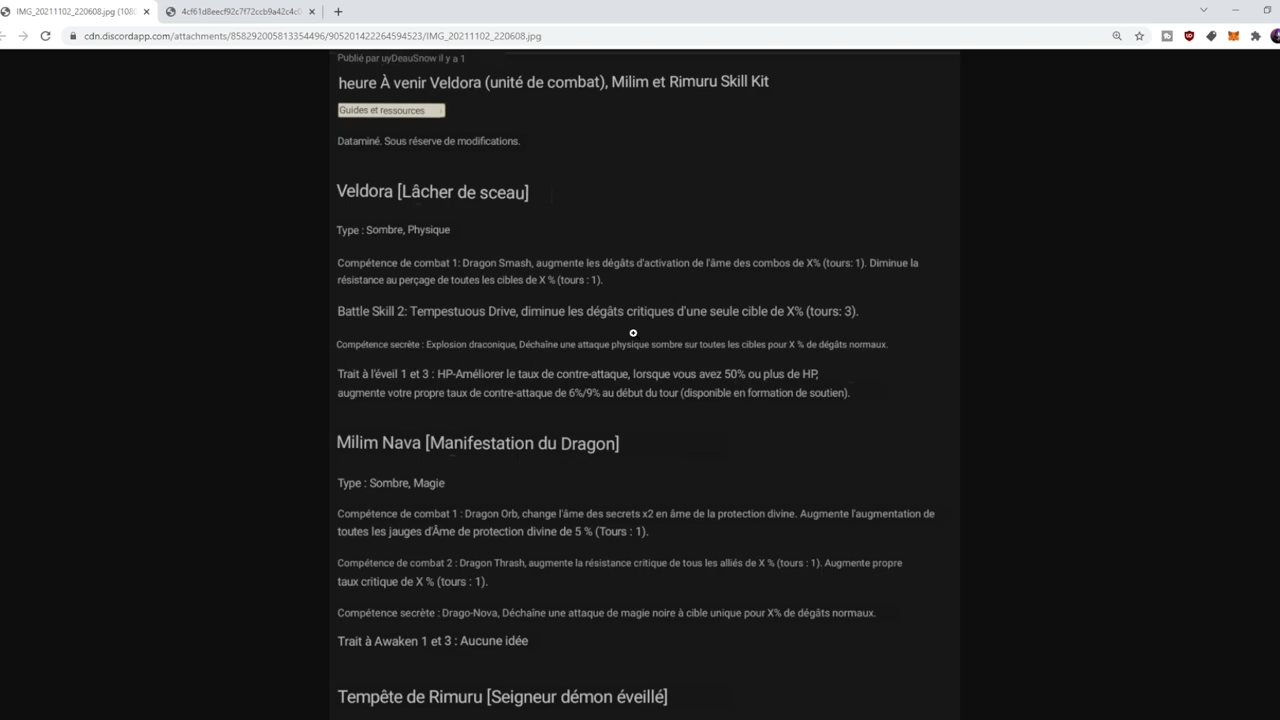 IMG_20211102_220608.jpg (1080
4cf61d8eecf92c7f72ccb9a42c4c0
cdn.discordapp.com/attachments/858292005813354496/905201422264594523/IMG_20211102_220608.jpg
Publié par uyDeauSnow il y a 1
heure À venir Veldora (unité de combat), Milim et Rimuru Skill Kit
Guides et ressources
Dataminé. Sous réserve de modifications.
Veldora [Lâcher de sceau]
Type : Sombre, Physique
Compétence de combat 1: Dragon Smash, augmente les dégâts d'activation de l'âme des combos de X% (tours: 1). Diminue la
résistance au perçage de toutes les cibles de X % (tours : 1).
Battle Skill 2: Tempestuous Drive, diminue les dégâts critiques d'une seule cible de X% (tours: 3).
Compétence secrète : Explosion draconique, Déchaîne une attaque physique sombre sur toutes les cibles pour X % de dégâts normaux.
Trait à l'éveil 1 et 3 : HP-Améliorer le taux de contre-attaque, lorsque vous avez 50% ou plus de HP,
augmente votre propre taux de contre-attaque de 6%/9% au début du tour (disponible en formation de soutien).
Milim Nava [Manifestation du Dragon]
Type : Sombre, Magie
Compétence de combat 1 : Dragon Orb, change l'âme des secrets x2 en âme de la protection divine. Augmente l'augmentation de
toutes les jauges d'Âme de protection divine de 5 % (Tours : 1).
Compétence de combat 2 : Dragon Thrash, augmente la résistance critique de tous les alliés de X % (tours : 1). Augmente propre
taux critique de X % (tours : 1).
Compétence secrète : Drago-Nova, Déchaîne une attaque de magie noire à cible unique pour X% de dégâts normaux.
Trait à Awaken 1 et 3 : Aucune idée
Tempête de Rimuru [Seigneur démon éveillé]